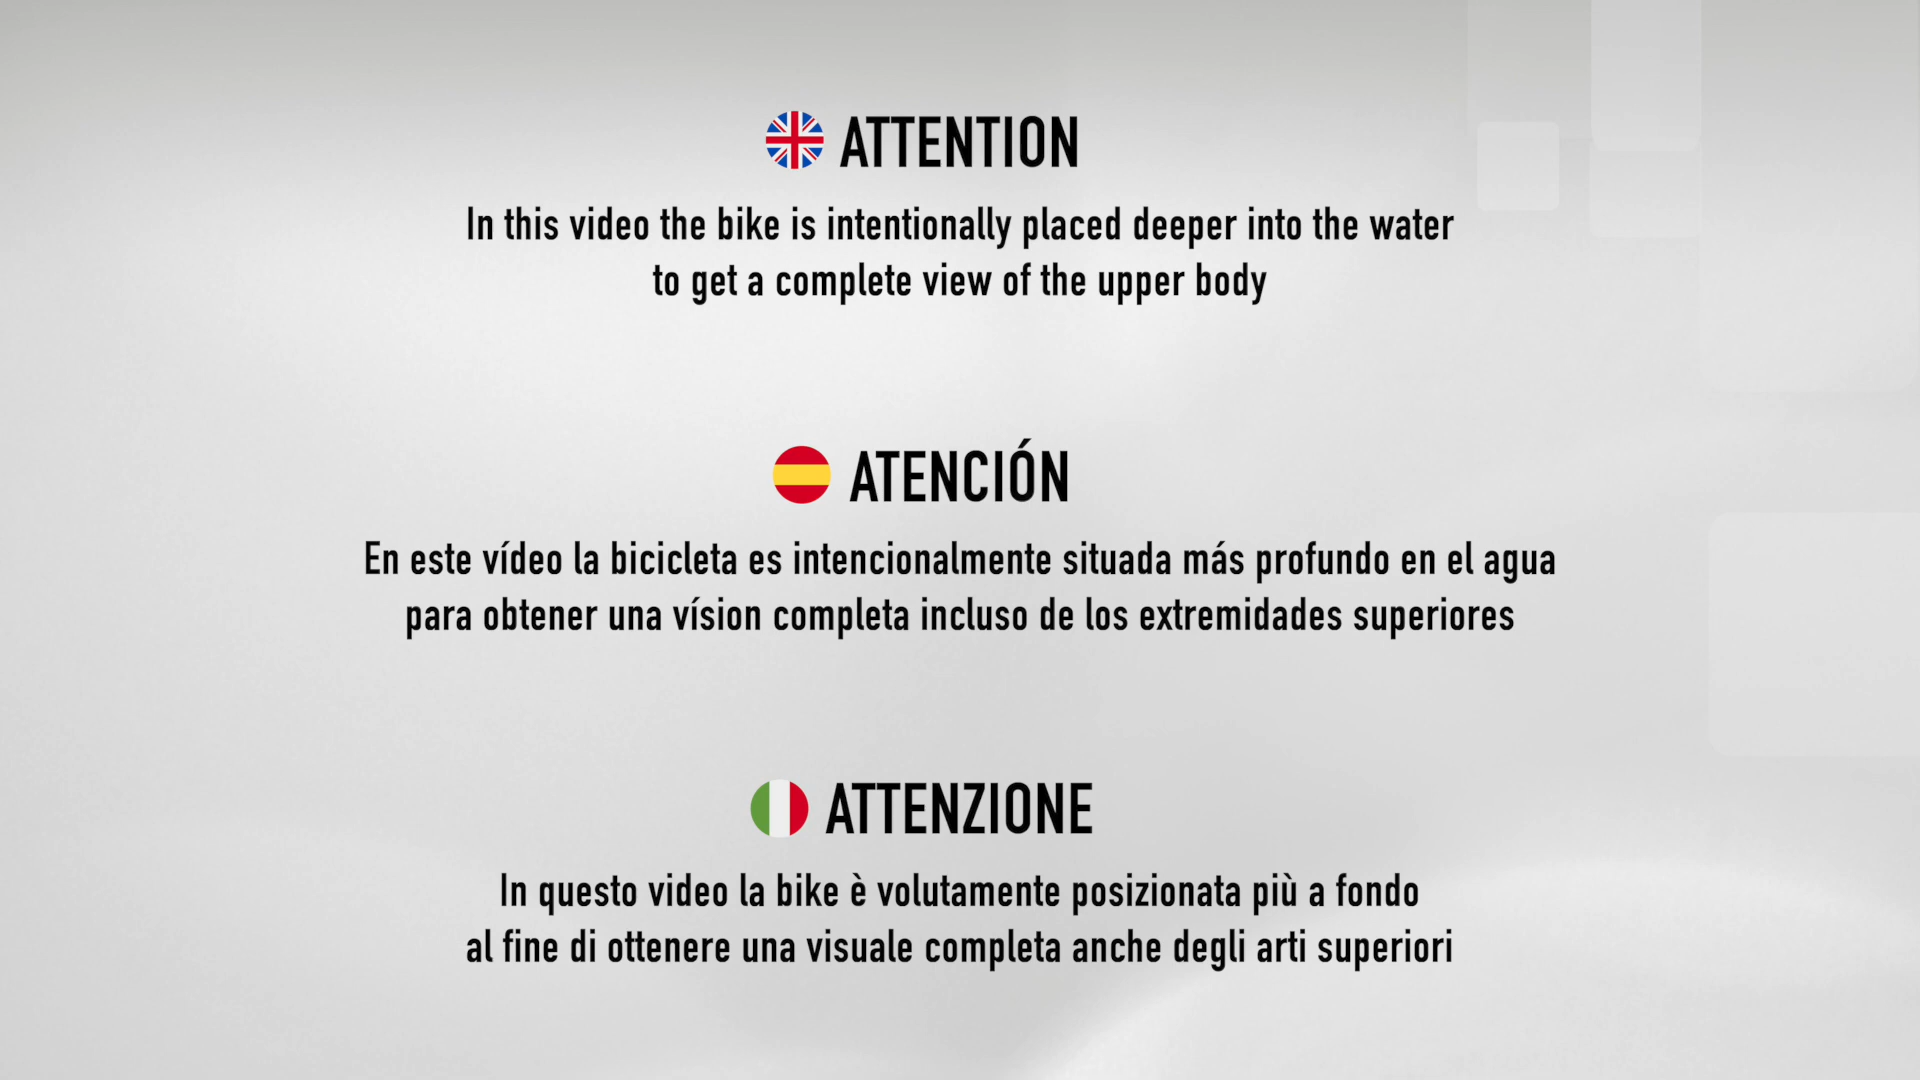 ATTENTION
In this video the bike is intentionally placed deeper into the water
to get a complete view of the upper body
ATENCIÓN
En este vídeo la bicicleta es intencionalmente situada más profundo en el agua
para obtener una vísion completa incluso de los extremidades superiores
ATTENZIONE
In questo video la bike è volutamente posizionata più a fondo
al fine di ottenere una visuale completa anche degli arti superiori